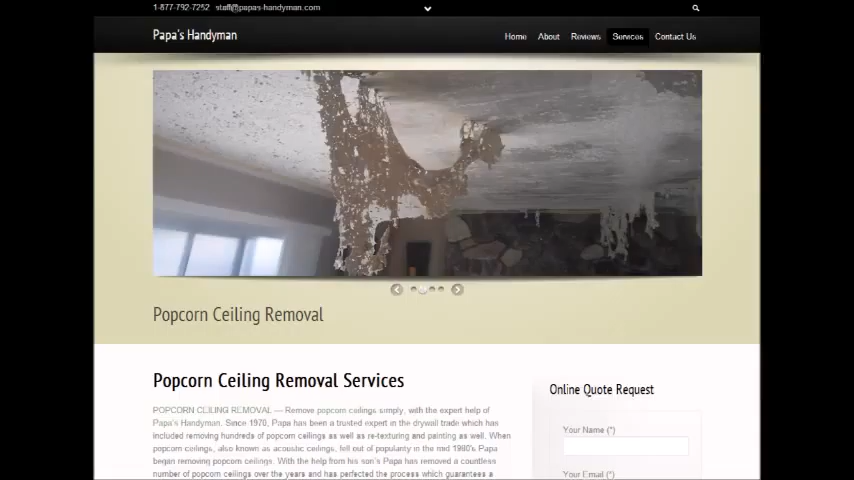 1-877-792-7252 staff@papas-handyman.com
Papa's Handyman
Home About Reviews Services Contact Us
Popcorn Ceiling Removal
Popcorn Ceiling Removal Services
Online Quote Request
POPCORN CEILING REMOVAL — Remove popcorn ceilings simply, with the expert help of
Papa's Handyman. Since 1970, Papa has been a trusted expert in the drywall trade which has
included removing hundreds of popcorn ceilings as well as re-texturing and painting as well. When
popcorn ceilings, also known as acoustic ceilings, fell out of popularity in the mid 1980's Papa
began removing popcorn ceilings. With the help from his son's Papa has removed a countless
number of popcorn ceilings over the years and has perfected the process which guarantees a
Your Name (*)
Your Email (*)